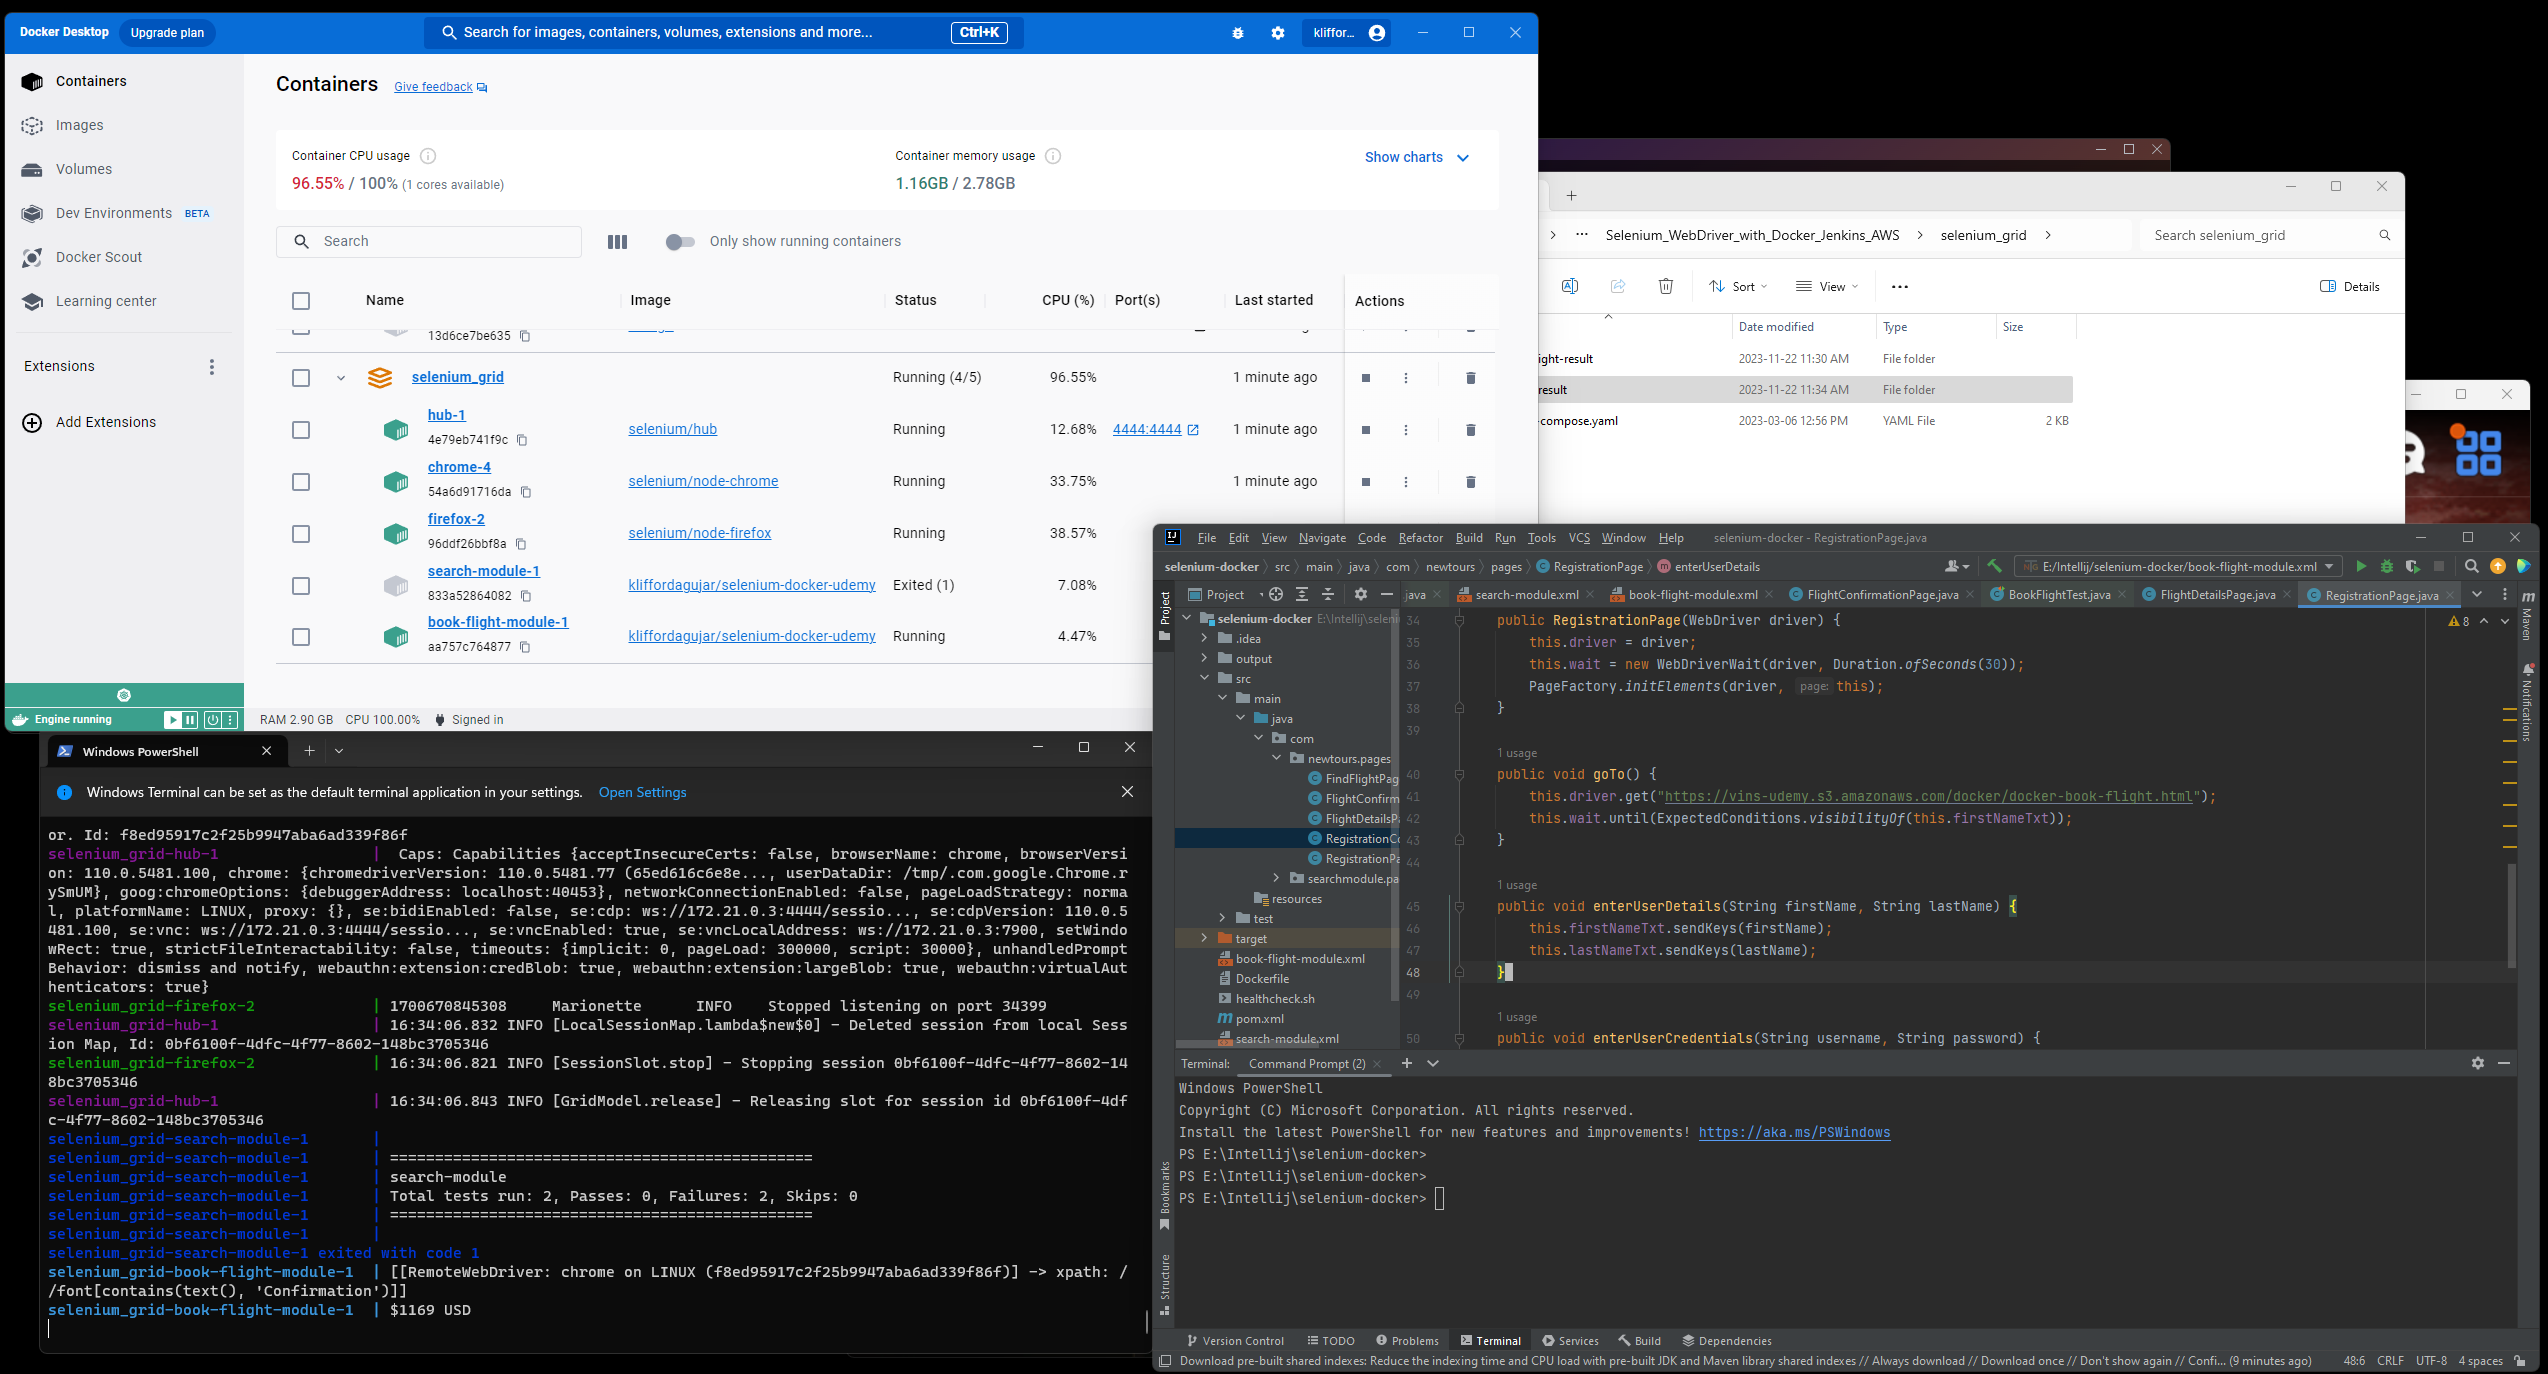 Docker Desktop
Upgrade plan
Search for images, containers, volumes, extensions and more...
Ctrl+K
kliffor...
Containers
Images
Volumes
Dev Environments BETA
Docker Scout
Learning center
Extensions
Add Extensions
Engine running
Containers
Give feedback
Container CPU usage
96.55% / 100% (1 cores available)
Container memory usage
1.16GB / 2.78GB
Show charts
Search
Only show running containers
Name Image Status CPU (%) Port(s) Last started Actions
13d6ce7be635
selenium_grid Running (4/5) 96.55% 1 minute ago
hub-1
4e79eb741f9c
selenium/hub Running 12.68% 4444:4444 1 minute ago
chrome-4
54a6d91716da
selenium/node-chrome Running 33.75% 1 minute ago
firefox-2
96ddf26bbf8a
selenium/node-firefox Running 38.57%
search-module-1
833a52864082
kliffordagujar/selenium-docker-udemy Exited (1) 7.08%
book-flight-module-1
aa757c764877
kliffordagujar/selenium-docker-udemy Running 4.47%
RAM 2.90 GB CPU 100.00% Signed in
Selenium_WebDriver_with_Docker_Jenkins_AWS selenium_grid
Search selenium_grid
Sort View Details
Date modified Type Size
ight-result 2023-11-22 11:30 AM File folder
result 2023-11-22 11:34 AM File folder
-compose.yaml 2023-03-06 12:56 PM YAML File 2 KB
Windows PowerShell
Windows Terminal can be set as the default terminal application in your settings. Open Settings
or. Id: f8ed95917c2f25b9947aba6ad339f86f
selenium_grid-hub-1 | Caps: Capabilities {acceptInsecureCerts: false, browserName: chrome, browserVersi
on: 110.0.5481.100, chrome: {chromedriverVersion: 110.0.5481.77 (65ed616c6e8e..., userDataDir: /tmp/.com.google.Chrome.r
ySmUM}, goog:chromeOptions: {debuggerAddress: localhost:40453}, networkConnectionEnabled: false, pageLoadStrategy: norma
l, platformName: LINUX, proxy: {}, se:bidiEnabled: false, se:cdp: ws://172.21.0.3:4444/sessio..., se:cdpVersion: 110.0.5
481.100, se:vnc: ws://172.21.0.3:4444/sessio..., se:vncEnabled: true, se:vncLocalAddress: ws://172.21.0.3:7900, setWindo
wRect: true, strictFileInteractability: false, timeouts: {implicit: 0, pageLoad: 300000, script: 30000}, unhandledPrompt
Behavior: dismiss and notify, webauthn:extension:credBlob: true, webauthn:extension:largeBlob: true, webauthn:virtualAut
henticators: true}
selenium_grid-firefox-2 | 1700670845308 Marionette INFO Stopped listening on port 34399
selenium_grid-hub-1 | 16:34:06.832 INFO [LocalSessionMap.lambda$new$0] - Deleted session from local Sess
ion Map, Id: 0bf6100f-4dfc-4f77-8602-148bc3705346
selenium_grid-firefox-2 | 16:34:06.821 INFO [SessionSlot.stop] - Stopping session 0bf6100f-4dfc-4f77-8602-14
8bc3705346
selenium_grid-hub-1 | 16:34:06.843 INFO [GridModel.release] - Releasing slot for session id 0bf6100f-4df
c-4f77-8602-148bc3705346
selenium_grid-search-module-1 |
selenium_grid-search-module-1 | ===============================================
selenium_grid-search-module-1 | search-module
selenium_grid-search-module-1 | Total tests run: 2, Passes: 0, Failures: 2, Skips: 0
selenium_grid-search-module-1 | ===============================================
selenium_grid-search-module-1 |
selenium_grid-search-module-1 exited with code 1
selenium_grid-book-flight-module-1 | [[RemoteWebDriver: chrome on LINUX (f8ed95917c2f25b9947aba6ad339f86f)] -> xpath: /
/font[contains(text(), 'Confirmation')]]
selenium_grid-book-flight-module-1 | $1169 USD
File Edit View Navigate Code Refactor Build Run Tools VCS Window Help selenium-docker - RegistrationPage.java
selenium-docker src main java com newtours pages RegistrationPage enterUserDetails
E:/Intellij/selenium-docker/book-flight-module.xml
Project
java search-module.xml book-flight-module.xml FlightConfirmationPage.java BookFlightTest.java FlightDetailsPage.java RegistrationPage.java
Project
Bookmarks
Structure
Maven
Notifications
selenium-docker E:\Intellij\seleni
.idea
output
src
main
java
com
newtours.pages
FindFlightPag
FlightConfirm
FlightDetailsP
RegistrationCo
RegistrationPa
searchmodule.pa
resources
test
target
book-flight-module.xml
Dockerfile
healthcheck.sh
pom.xml
search-module.xml
8
34 public RegistrationPage(WebDriver driver) {
35 this.driver = driver;
36 this.wait = new WebDriverWait(driver, Duration.ofSeconds(30));
37 PageFactory.initElements(driver, page: this);
38 }
39
1 usage
40 public void goTo() {
41 this.driver.get("https://vins-udemy.s3.amazonaws.com/docker/docker-book-flight.html");
42 this.wait.until(ExpectedConditions.visibilityOf(this.firstNameTxt));
43 }
44
1 usage
45 public void enterUserDetails(String firstName, String lastName) {
46 this.firstNameTxt.sendKeys(firstName);
47 this.lastNameTxt.sendKeys(lastName);
48 }
49
1 usage
50 public void enterUserCredentials(String username, String password) {
Terminal: Command Prompt (2)
Windows PowerShell
Copyright (C) Microsoft Corporation. All rights reserved.
Install the latest PowerShell for new features and improvements! https://aka.ms/PSWindows
PS E:\Intellij\selenium-docker>
PS E:\Intellij\selenium-docker>
PS E:\Intellij\selenium-docker>
Version Control TODO Problems Terminal Services Build Dependencies
Download pre-built shared indexes: Reduce the indexing time and CPU load with pre-built JDK and Maven library shared indexes // Always download // Download once // Don't show again // Confi... (9 minutes ago) 48:6 CRLF UTF-8 4 spaces